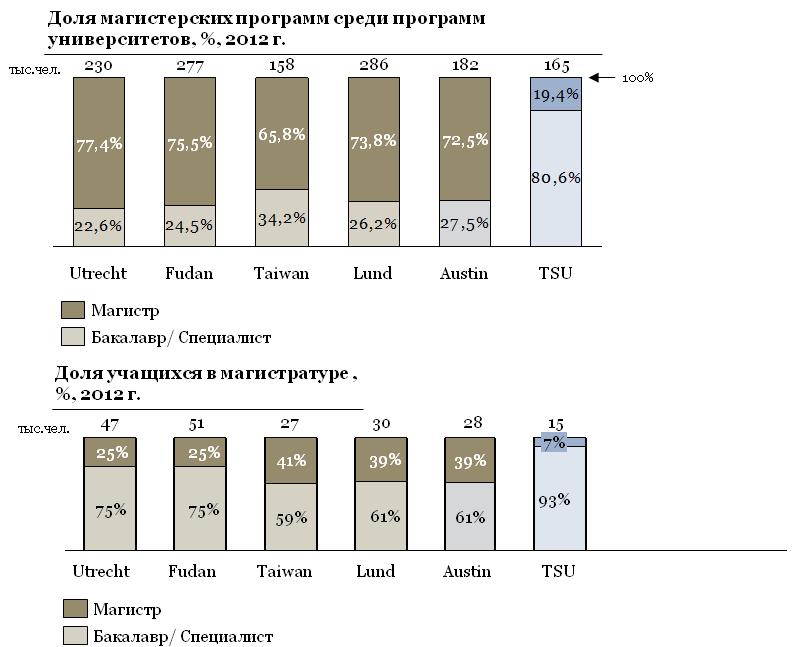 Доля магистерских программ среди программ
университетов, %, 2012 г.
тыс.чел. 230 277 158 286 182 165
100%
77,4% 75,5% 65,8% 73,8% 72,5% 19,4%
22,6% 24,5% 34,2% 26,2% 27,5% 80,6%
Utrecht Fudan Taiwan Lund Austin TSU
Магистр
Бакалавр/ Специалист
Доля учащихся в магистратуре ,
%, 2012 г.
тыс.чел. 47 51 27 30 28 15
25% 25% 41% 39% 39% 7%
75% 75% 59% 61% 61% 93%
Utrecht Fudan Taiwan Lund Austin TSU
Магистр
Бакалавр/ Специалист